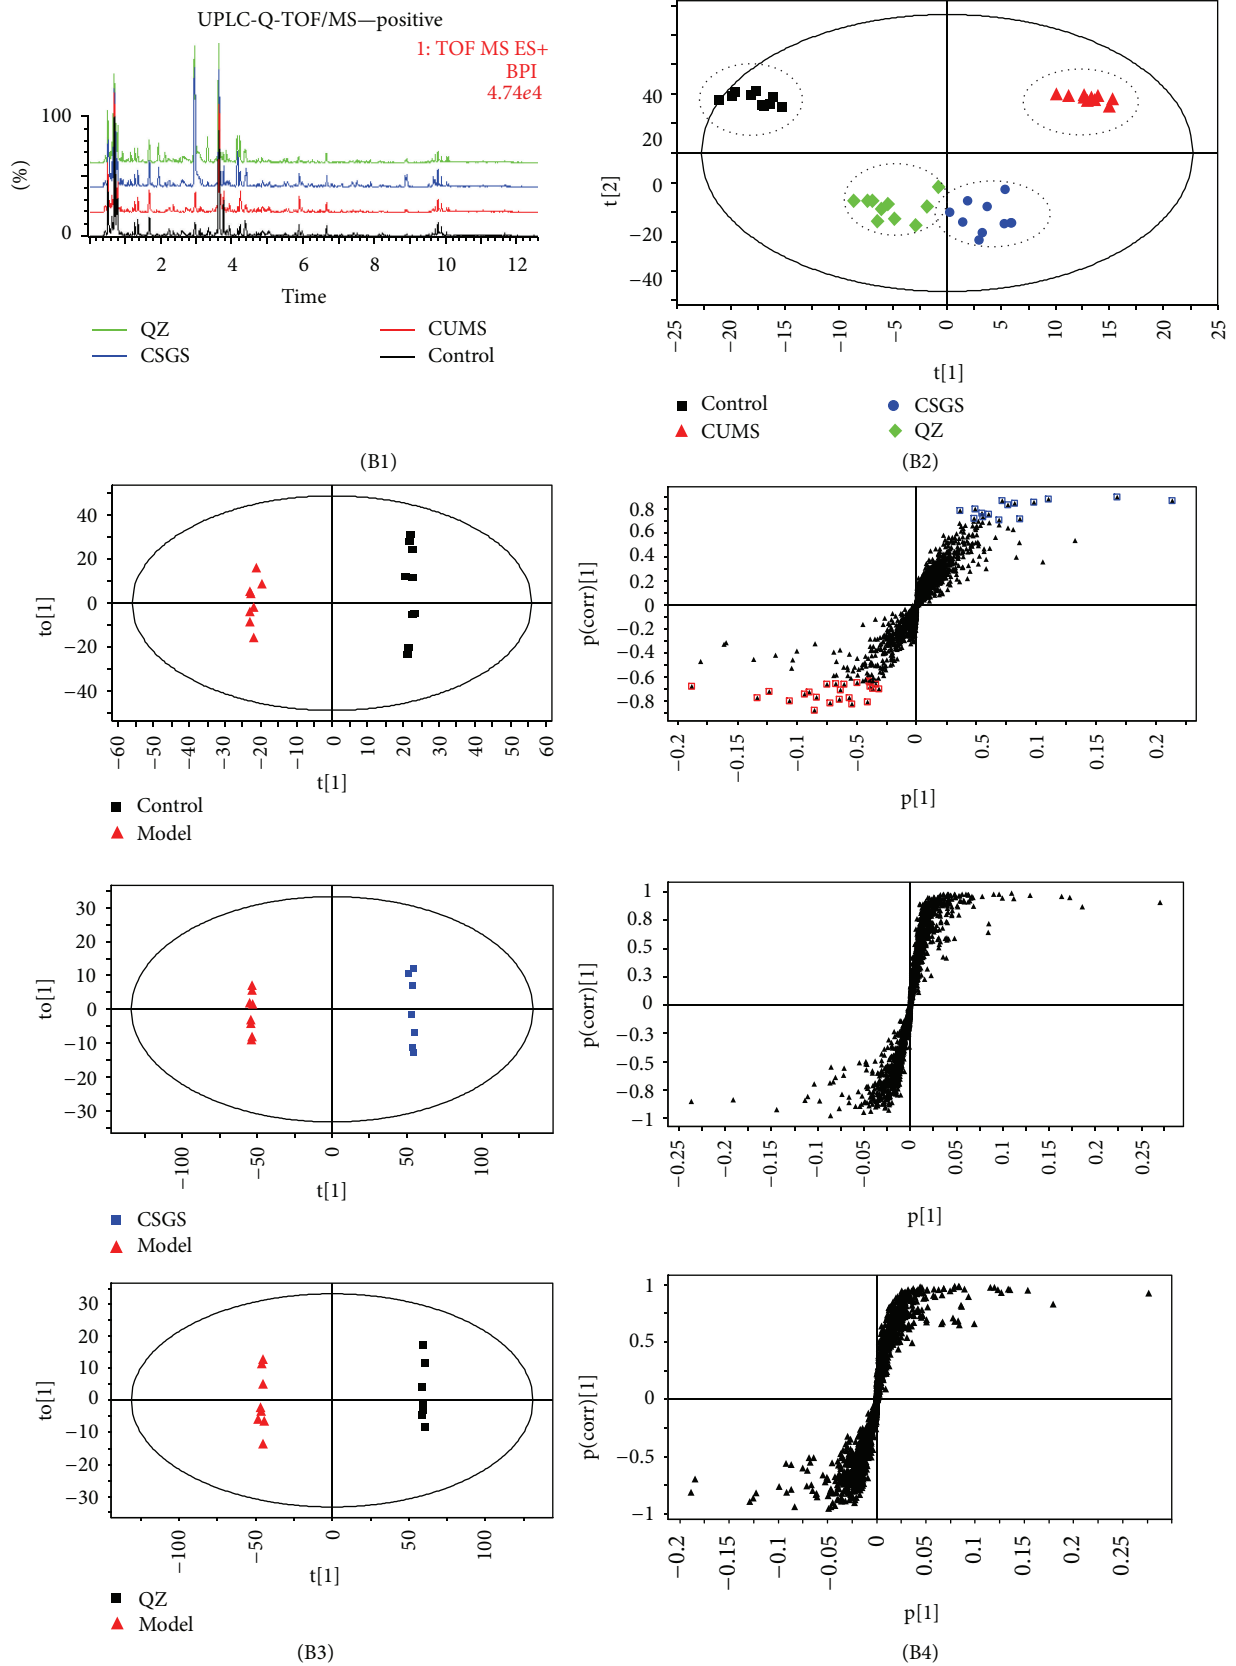 UPLC-Q-TOF/MS—positive
1: TOF MS ES+
BPI
4.74e4
100
(%)
0
2 4 6 8 10 12
Time
QZ
CSGS
CUMS
Control
(B1)
t[2]
40
20
0
−20
−40
−25 −20 −15 −10 −5 0 5 10 15 20 25
t[1]
Control
CUMS
CSGS
QZ
(B2)
to[1]
40
20
0
−20
−40
−60 −50 −40 −30 −20 −10 0 10 20 30 40 50 60
t[1]
Control
Model
p(corr)[1]
0.8
0.6
0.4
0.2
0
−0.2
−0.4
−0.6
−0.8
−0.2 −0.15 −0.1 −0.5 0 0.5 0.1 0.15 0.2
p[1]
to[1]
30
20
10
0
−10
−20
−30
−100 −50 0 50 100
t[1]
CSGS
Model
p(corr)[1]
1
0.8
0.5
0.3
0
−0.3
−0.5
−0.8
−1
−0.25 −0.2 −0.15 −0.1 −0.05 0 0.05 0.1 0.15 0.2 0.25
p[1]
to[1]
30
20
10
0
−10
−20
−30
−100 −50 0 50 100
t[1]
QZ
Model
(B3)
p(corr)[1]
1
0.5
0
−0.5
−1
−0.2 −0.15 −0.1 −0.05 0 0.05 0.1 0.15 0.2 0.25
p[1]
(B4)